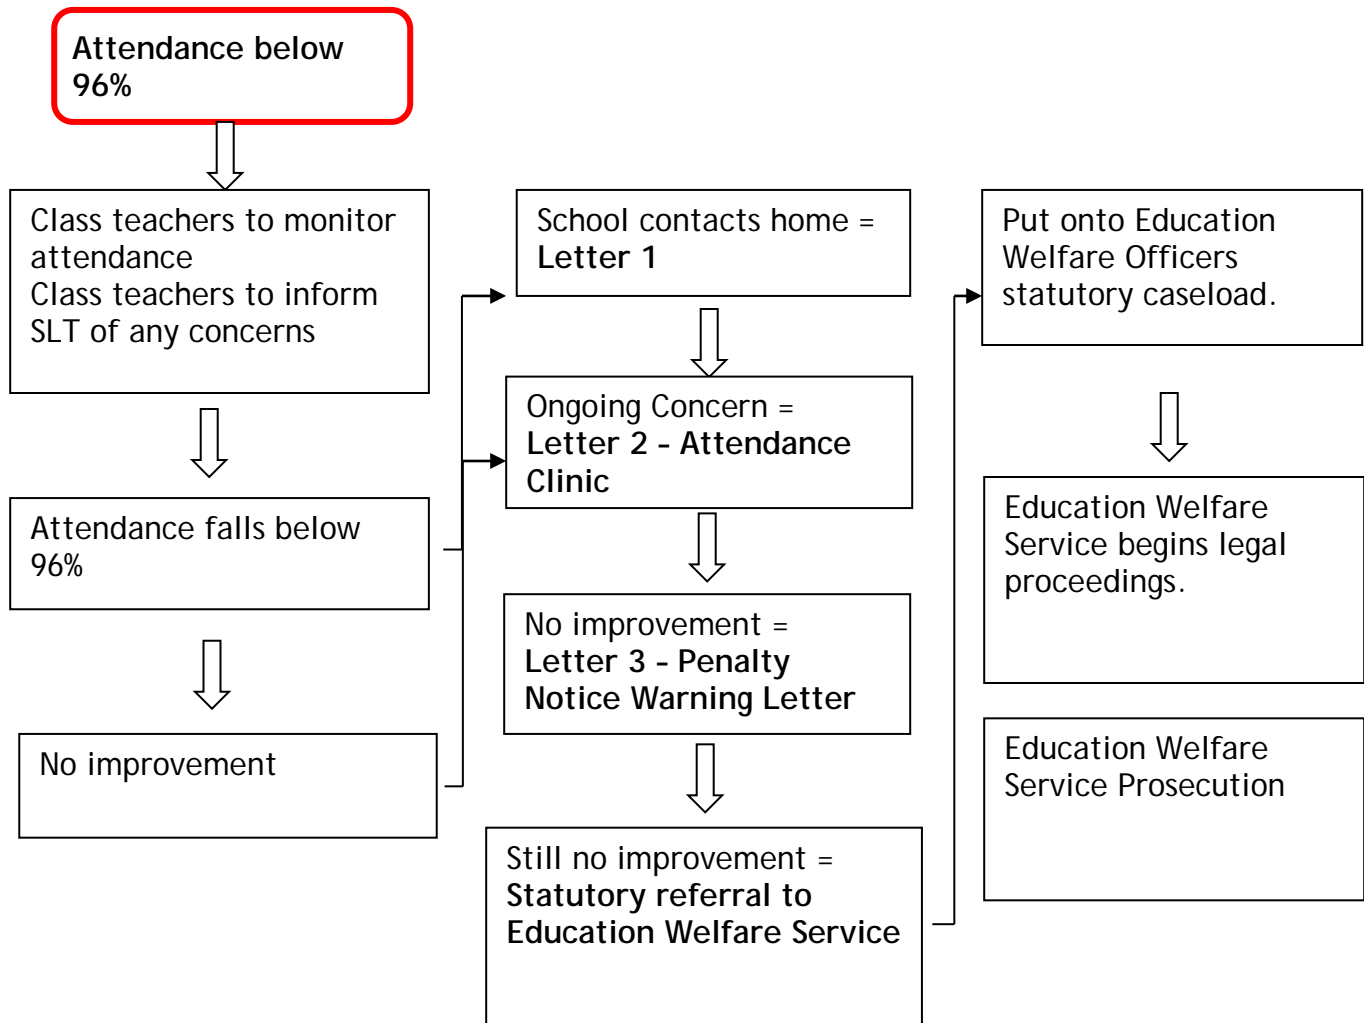 Attendance below
96%
Class teachers to monitor
attendance
Class teachers to inform
SLT of any concerns
Attendance falls below
96%
No improvement
School contacts home =
Letter 1
Ongoing Concern =
Letter 2 - Attendance
Clinic
No improvement =
Letter 3 - Penalty
Notice Warning Letter
Still no improvement =
Statutory referral to
Education Welfare Service
Put onto Education
Welfare Officers
statutory caseload.
Education Welfare
Service begins legal
proceedings.
Education Welfare
Service Prosecution